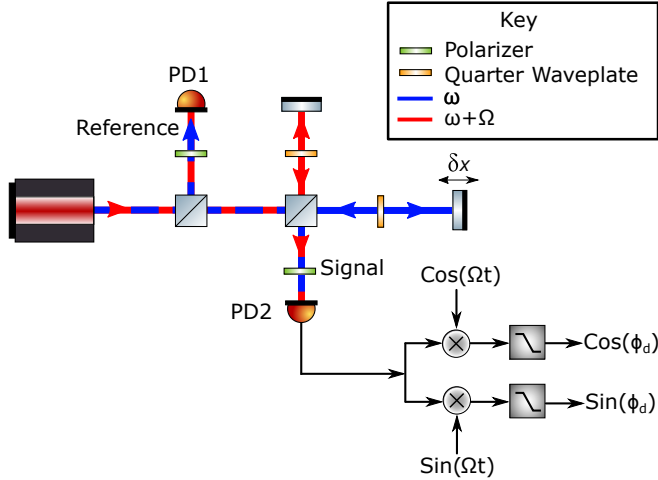 Key
Polarizer
Quarter Waveplate
ω
ω+Ω
PD1
Reference
δx
Signal
PD2
Cos(Ωt)
Cos(ϕd)
Sin(ϕd)
Sin(Ωt)